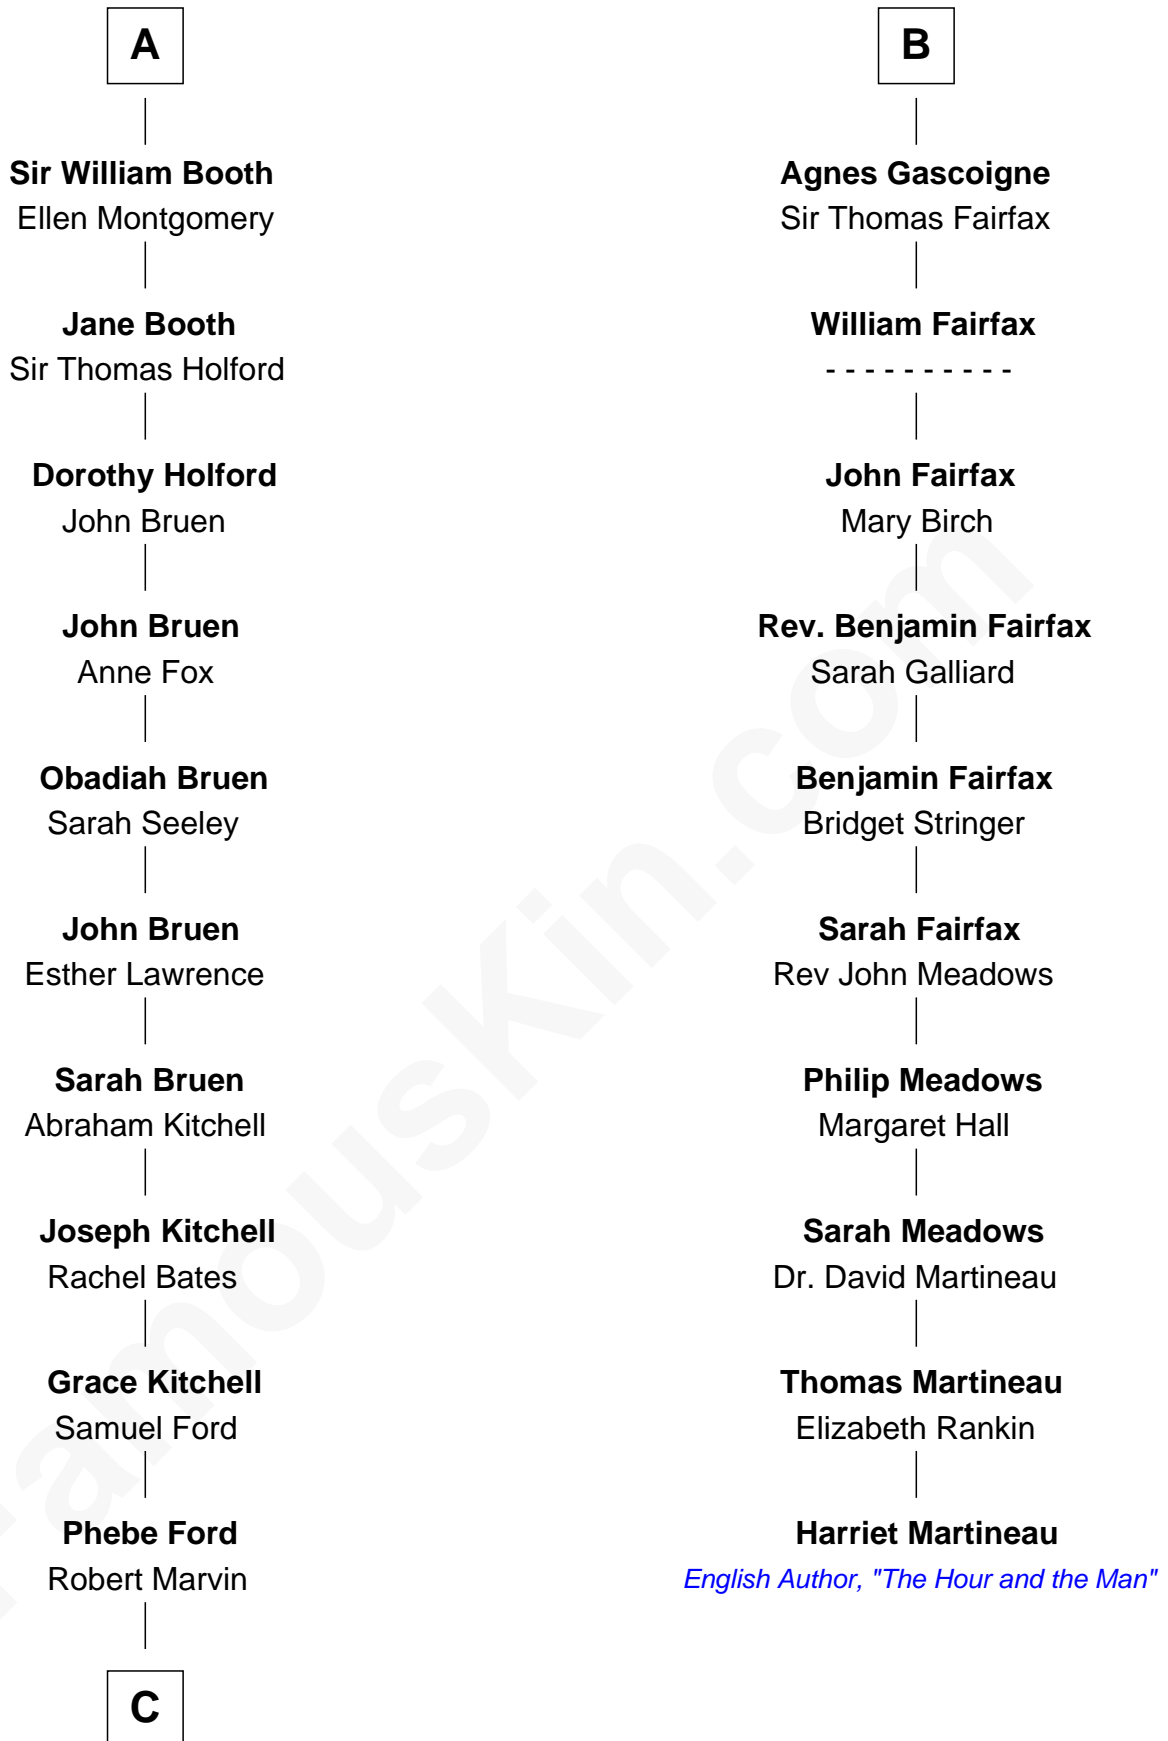 A
Sir William Booth
Ellen Montgomery
Jane Booth
Sir Thomas Holford
Dorothy Holford
John Bruen
John Bruen
Anne Fox
Obadiah Bruen
Sarah Seeley
John Bruen
Esther Lawrence
Sarah Bruen
Abraham Kitchell
Joseph Kitchell
Rachel Bates
Grace Kitchell
Samuel Ford
Phebe Ford
Robert Marvin
C
B
Agnes Gascoigne
Sir Thomas Fairfax
William Fairfax
- - - - - - - - - -
John Fairfax
Mary Birch
Rev. Benjamin Fairfax
Sarah Galliard
Benjamin Fairfax
Bridget Stringer
Sarah Fairfax
Rev John Meadows
Philip Meadows
Margaret Hall
Sarah Meadows
Dr. David Martineau
Thomas Martineau
Elizabeth Rankin
Harriet Martineau
English Author, "The Hour and the Man"
FamousKin.com